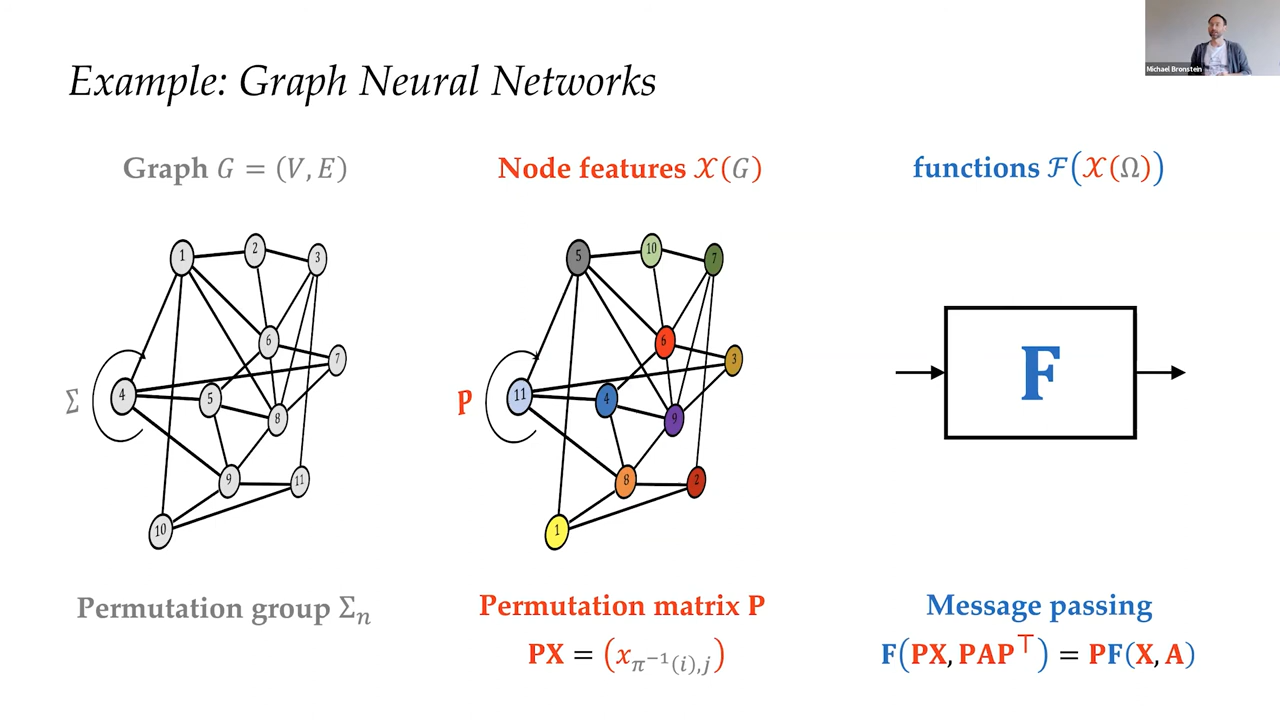 Michael Bronstein
Example: Graph Neural Networks
Graph G = (V, E)
Node features 𝒳(G)
functions ℱ(𝒳(Ω))
1
2
3
6
7
4
5
8
9
11
10
Σ
5
10
7
6
3
11
4
9
8
2
1
P
F
Permutation group Σₙ
Permutation matrix P
PX = (x_{π⁻¹(i),j})
Message passing
F(PX, PAP⊤) = PF(X, A)